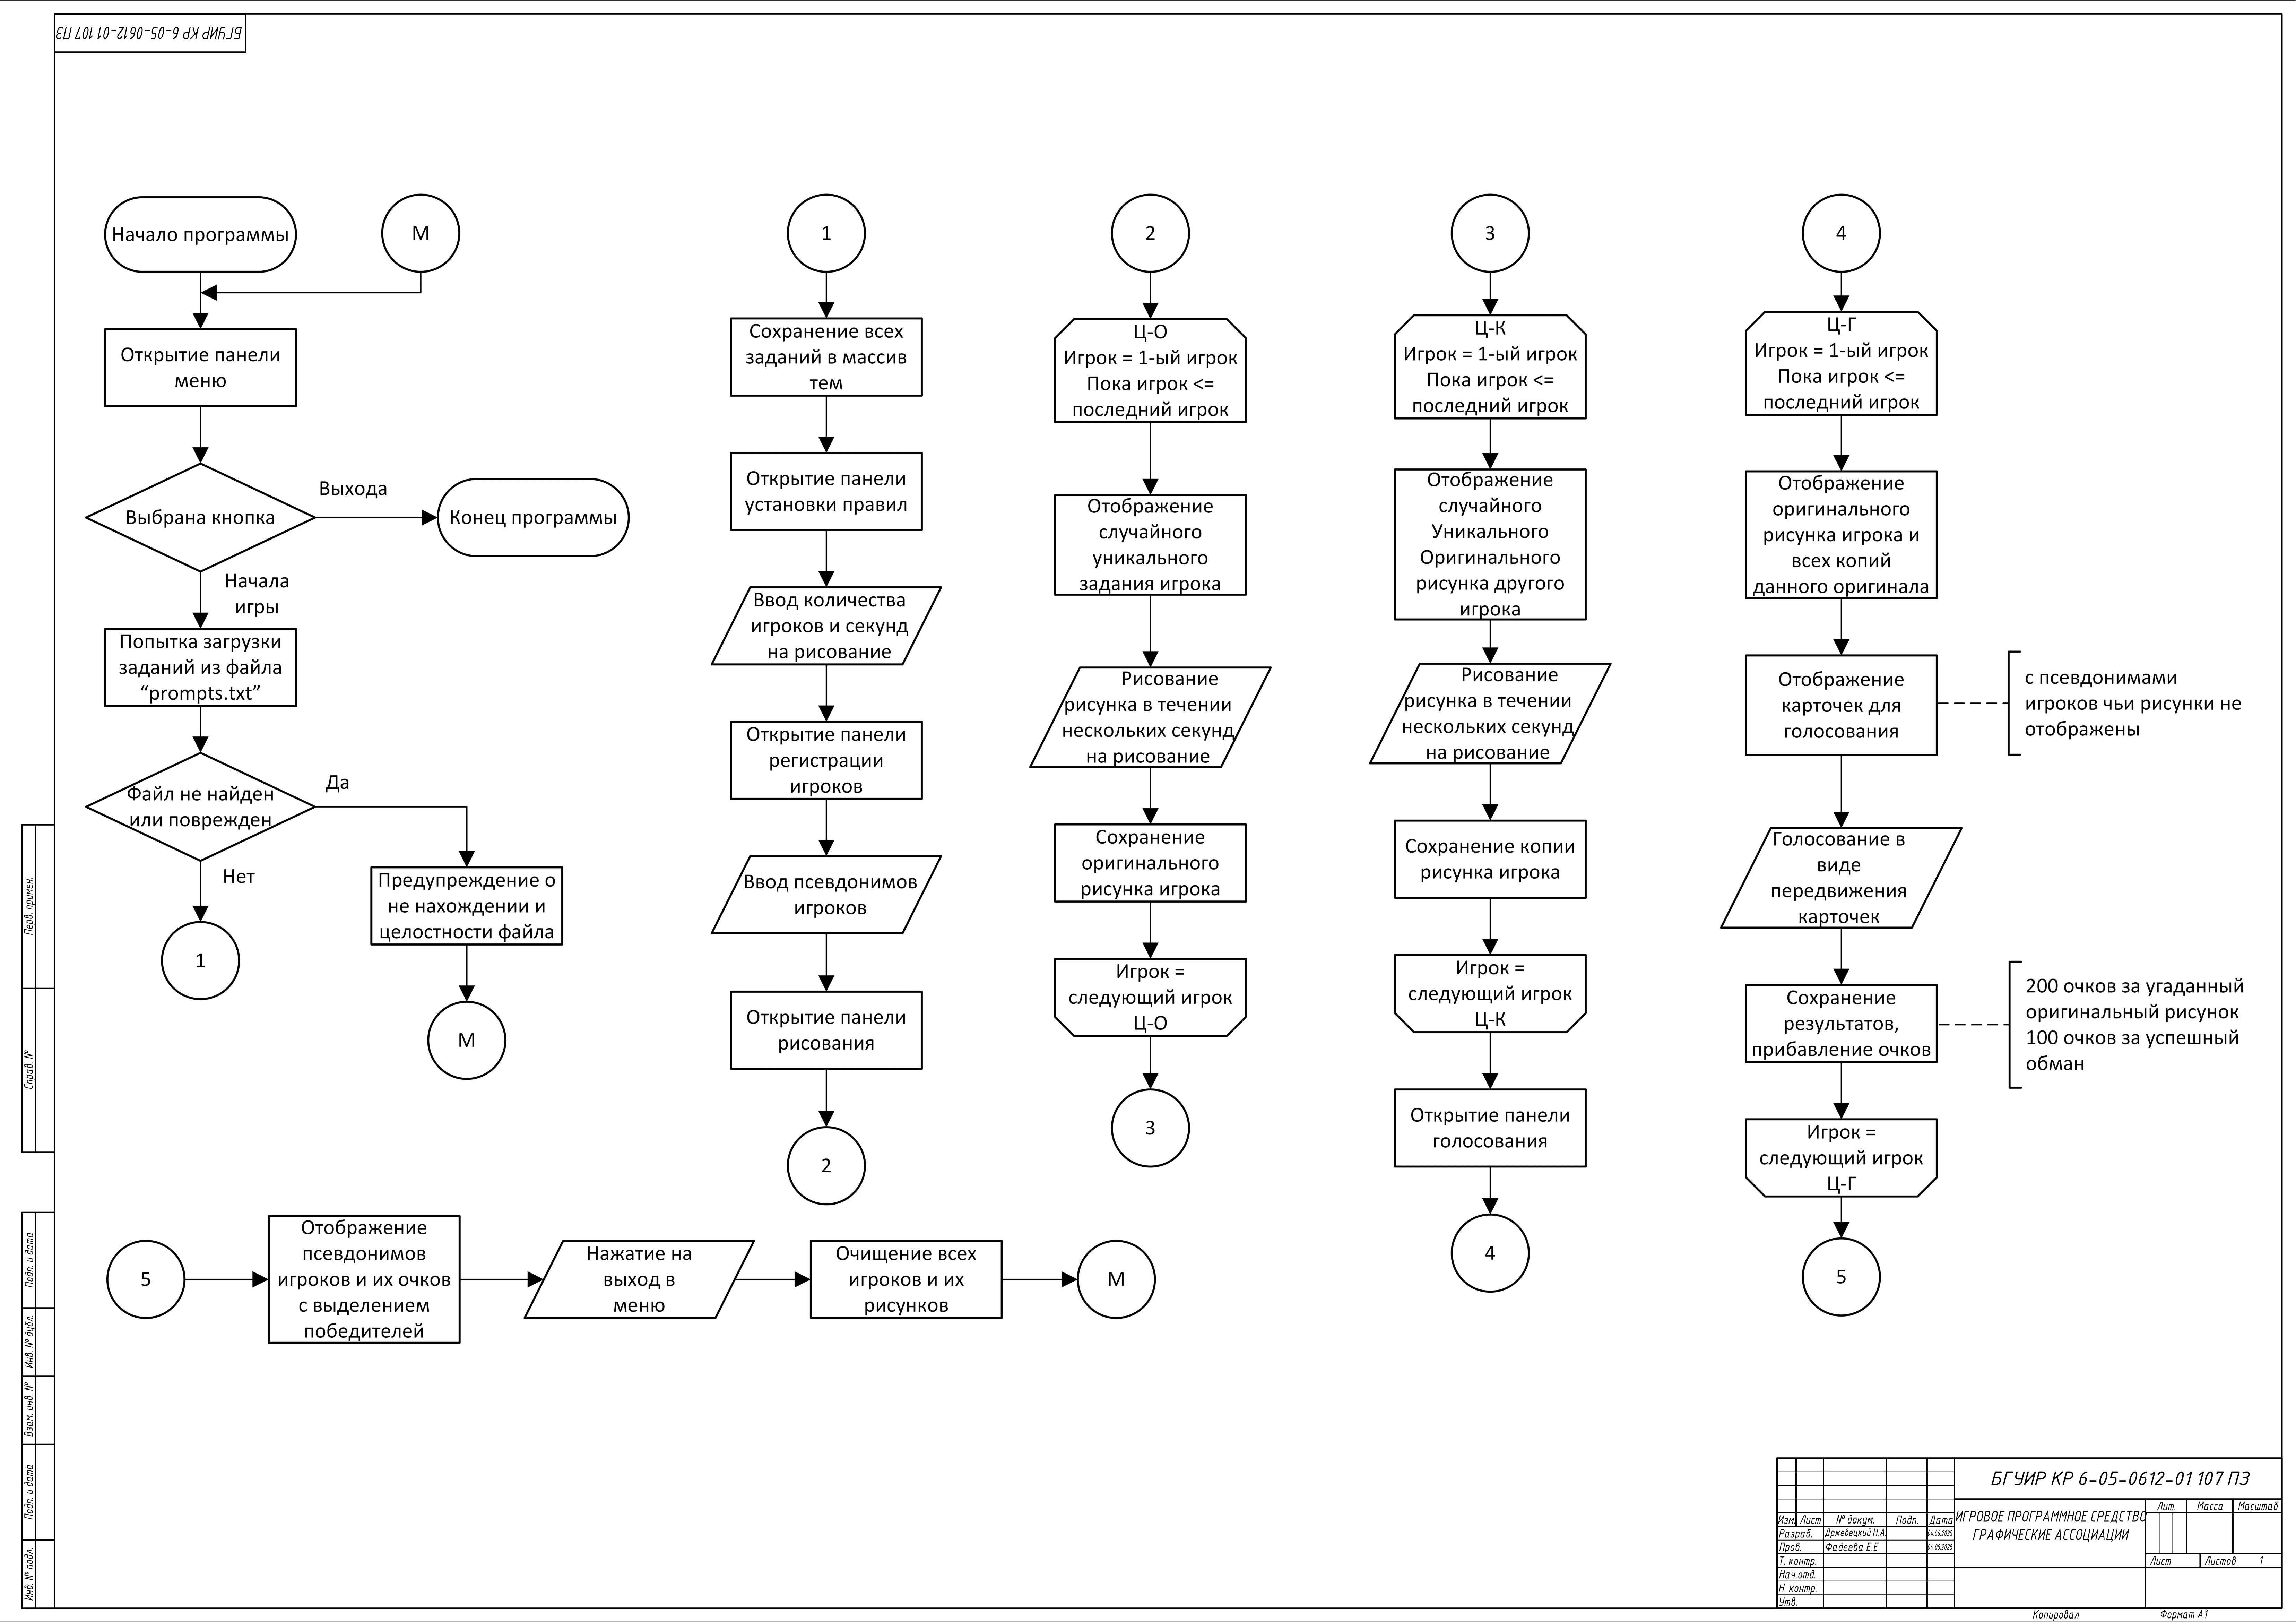 БГУИР КР 6-05-0612-01 107 ПЗ
Начало программы
М
Открытие панели
меню
Выбрана кнопка
Выхода
Конец программы
Начала
игры
Попытка загрузки
заданий из файла
“prompts.txt”
Файл не найден
или поврежден
Да
Нет
1
Предупреждение о
не нахождении и
целостности файла
М
1
Сохранение всех
заданий в массив
тем
Открытие панели
установки правил
Ввод количества
игроков и секунд
на рисование
Открытие панели
регистрации
игроков
Ввод псевдонимов
игроков
Открытие панели
рисования
2
2
Ц-О
Игрок = 1-ый игрок
Пока игрок <=
последний игрок
Отображение
случайного
уникального
задания игрока
Рисование
рисунка в течении
нескольких секунд
на рисование
Сохранение
оригинального
рисунка игрока
Игрок =
следующий игрок
Ц-О
3
3
Ц-К
Игрок = 1-ый игрок
Пока игрок <=
последний игрок
Отображение
случайного
Уникального
Оригинального
рисунка другого
игрока
Рисование
рисунка в течении
нескольких секунд
на рисование
Сохранение копии
рисунка игрока
Игрок =
следующий игрок
Ц-К
Открытие панели
голосования
4
4
Ц-Г
Игрок = 1-ый игрок
Пока игрок <=
последний игрок
Отображение
оригинального
рисунка игрока и
всех копий
данного оригинала
Отображение
карточек для
голосования
с псевдонимами
игроков чьи рисунки не
отображены
Голосование в
виде
передвижения
карточек
Сохранение
результатов,
прибавление очков
200 очков за угаданный
оригинальный рисунок
100 очков за успешный
обман
Игрок =
следующий игрок
Ц-Г
5
5
Отображение
псевдонимов
игроков и их очков
с выделением
победителей
Нажатие на
выход в
меню
Очищение всех
игроков и их
рисунков
М
Перв. примен.
Справ. №
Подп. и дата
Инв. № дубл.
Взам. инв. №
Подп. и дата
Инв. № подл.
БГУИР КР 6-05-0612-01 107 ПЗ
ИГРОВОЕ ПРОГРАММНОЕ СРЕДСТВО
ГРАФИЧЕСКИЕ АССОЦИАЦИИ
Лит. Масса Масштаб
Изм. Лист № докум. Подп. Дата
Разраб. Држевецкий Н.А. 04.06.2025
Пров. Фадеева Е.Е. 04.06.2025
Т. контр.
Лист Листов 1
Нач.отд.
Н. контр.
Утв.
Копировал Формат А1